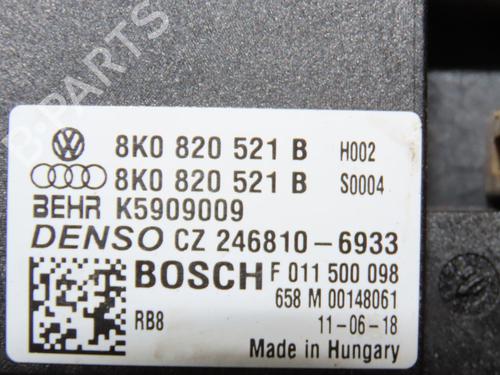 8K0 820 521 B H002
8K0 820 521 B S0004
BEHR K5909009
DENSO CZ 246810-6933
BOSCH F 011 500 098
658 M 00148061
RB8 11-06-18
Made in Hungary
B-PARTS